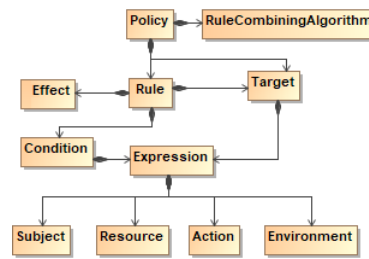 Policy
RuleCombiningAlgorithm
Effect
Rule
Target
Condition
Expression
Subject
Resource
Action
Environment